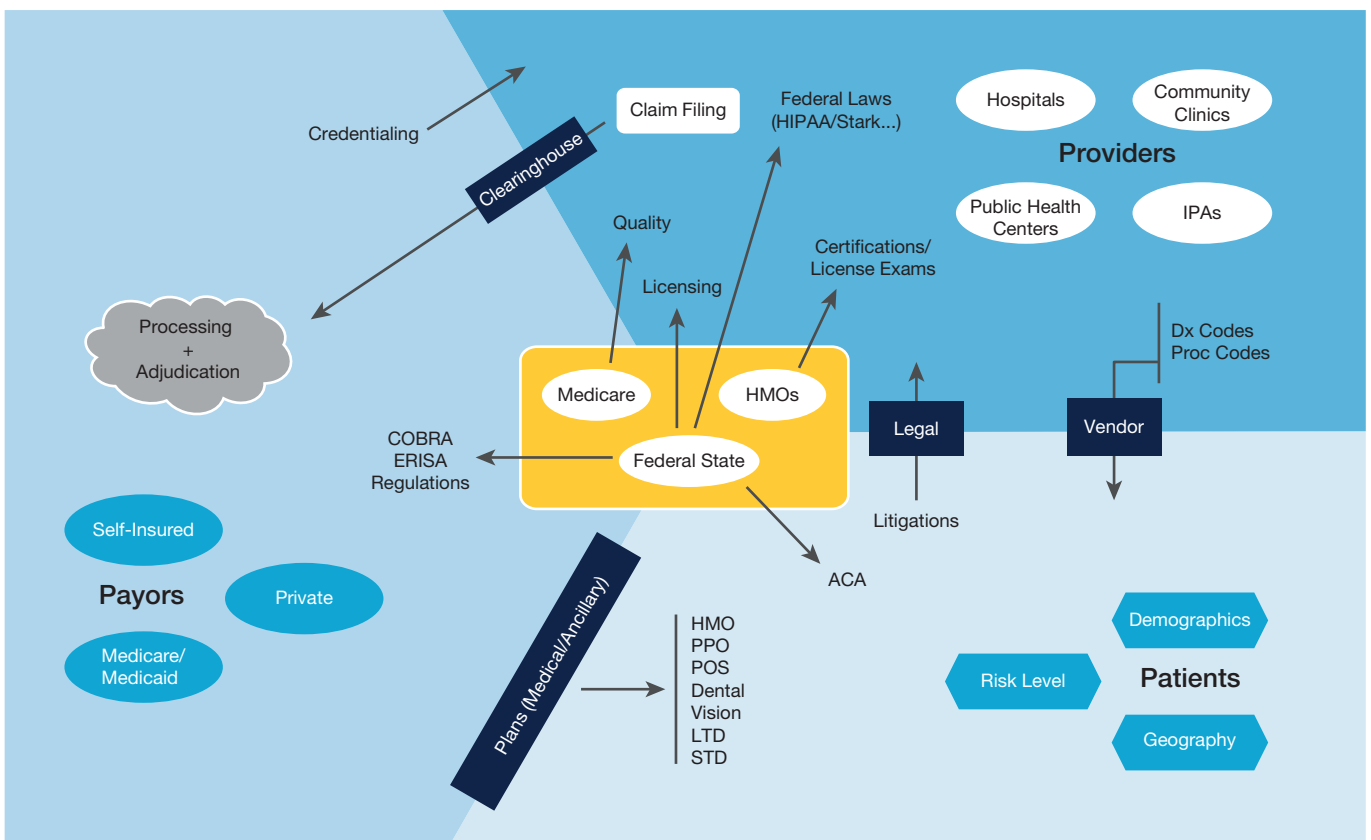 Credentialing
Clearinghouse
Claim Filing
Federal Laws
(HIPAA/Stark...)
Hospitals
Community
Clinics
Providers
Public Health
Centers
IPAs
Quality
Licensing
Certifications/
License Exams
Dx Codes
Proc Codes
Processing
+
Adjudication
Medicare
HMOs
Federal State
Legal
Vendor
COBRA
ERISA
Regulations
Litigations
ACA
Self-Insured
Payors
Private
Medicare/
Medicaid
Plans (Medical/Ancillary)
HMO
PPO
POS
Dental
Vision
LTD
STD
Demographics
Risk Level
Patients
Geography